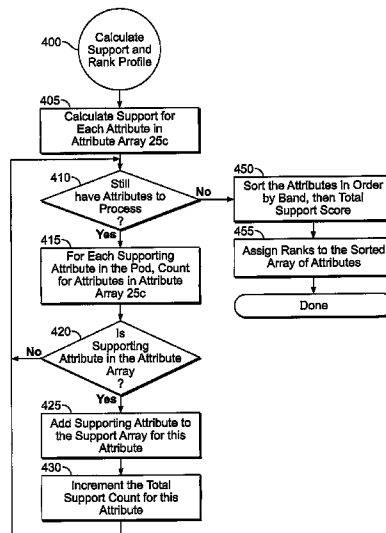 400
Calculate
Support and
Rank Profile
405
Calculate Support for
Each Attribute in
Attribute Array 25c
410
Still
have Attributes to
Process
?
No
Yes
415
For Each Supporting
Attribute in the Pod, Count
for Attributes in Attribute
Array 25c
420
Is
Supporting
Attribute in the Attribute
Array
?
No
Yes
425
Add Supporting Attribute to
the Support Array for this
Attribute
430
Increment the Total
Support Count for this
Attribute
450
Sort the Attributes in Order
by Band, then Total
Support Score
455
Assign Ranks to the Sorted
Array of Attributes
Done